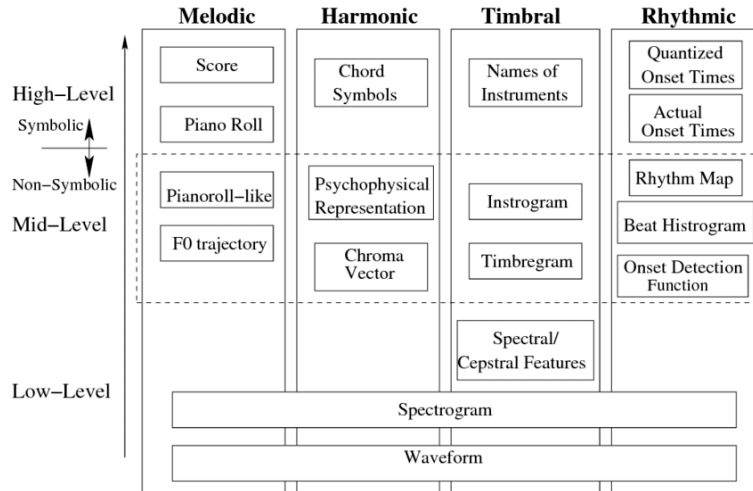 Melodic
Harmonic
Timbral
Rhythmic
High-Level
Symbolic
Non-Symbolic
Mid-Level
Low-Level
Score
Piano Roll
Pianoroll-like
F0 trajectory
Chord
Symbols
Psychophysical
Representation
Chroma
Vector
Names of
Instruments
Instrogram
Timbregram
Spectral/
Cepstral Features
Quantized
Onset Times
Actual
Onset Times
Rhythm Map
Beat Histrogram
Onset Detection
Function
Spectrogram
Waveform